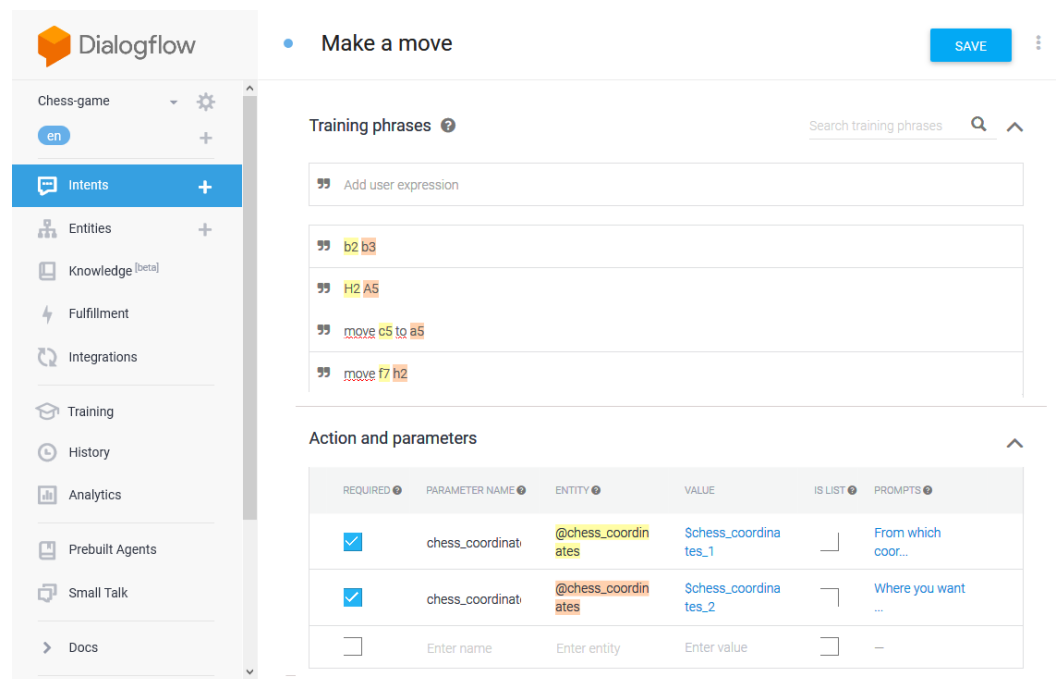 Dialogflow
Make a move
SAVE
Chess-game
en
Intents
Entities
Knowledge [beta]
Fulfillment
Integrations
Training
History
Analytics
Prebuilt Agents
Small Talk
Docs
Training phrases
Search training phrases
Add user expression
b2 b3
H2 A5
move c5 to a5
move f7 h2
Action and parameters
REQUIRED PARAMETER NAME ENTITY VALUE IS LIST PROMPTS
chess_coordinat @chess_coordin $chess_coordina From which
ates tes_1 coor...
chess_coordinat @chess_coordin $chess_coordina Where you want
ates tes_2 ...
Enter name Enter entity Enter value –